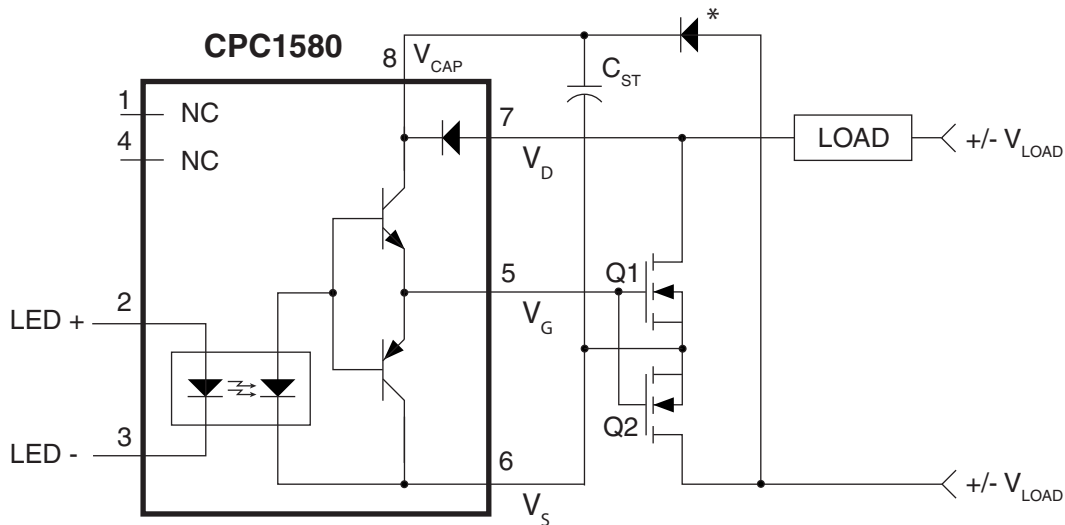 *
CPC1580
8
V_CAP
C_ST
1
NC
7
4
NC
V_D
LOAD
+/- V_LOAD
5
Q1
V_G
2
LED +
3
LED -
Q2
6
V_S
+/- V_LOAD